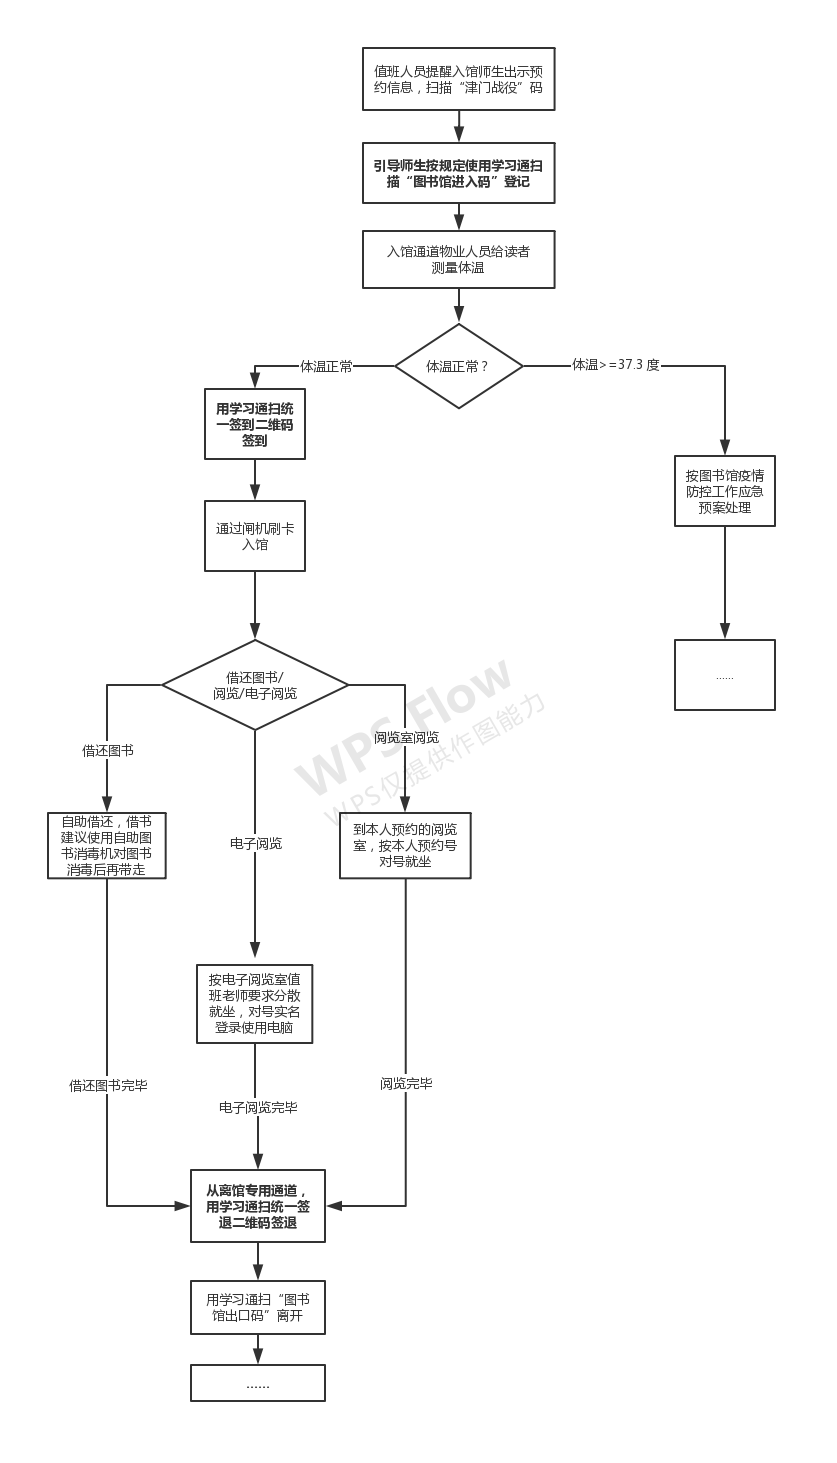 值班人员提醒入馆师生出示预
约信息，扫描“津门战役”码
引导师生按规定使用学习通扫
描“图书馆进入码”登记
入馆通道物业人员给读者
测量体温
体温正常
体温正常？
体温>=37.3 度
用学习通扫统
一签到二维码
签到
按图书馆疫情
防控工作应急
预案处理
通过闸机刷卡
入馆
......
借还图书/
阅览/电子阅览
借还图书
阅览室阅览
电子阅览
WPS Flow
WPS仅提供作图能力
自助借还，借书
建议使用自助图
书消毒机对图书
消毒后再带走
到本人预约的阅览
室，按本人预约号
对号就坐
按电子阅览室值
班老师要求分散
就坐，对号实名
登录使用电脑
借还图书完毕
电子阅览完毕
阅览完毕
从离馆专用通道，
用学习通扫统一签
退二维码签退
用学习通扫“图书
馆出口码”离开
......